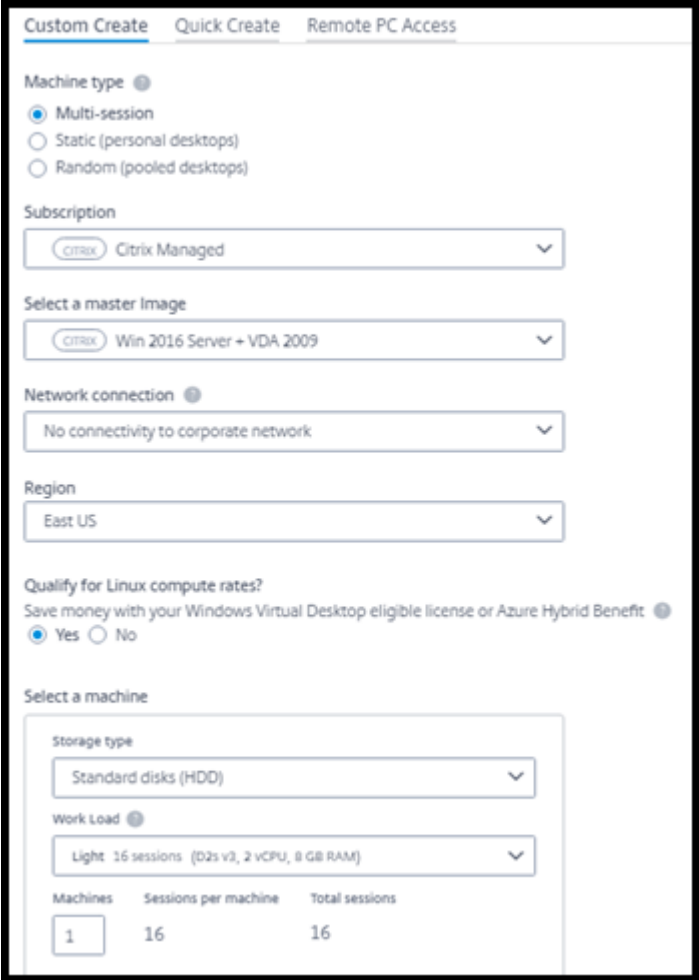 Custom Create Quick Create Remote PC Access
Machine type ?
Multi-session
Static (personal desktops)
Random (pooled desktops)
Subscription
CITRIX Citrix Managed
Select a master Image
CITRIX Win 2016 Server + VDA 2009
Network connection ?
No connectivity to corporate network
Region
East US
Qualify for Linux compute rates?
Save money with your Windows Virtual Desktop eligible license or Azure Hybrid Benefit ?
Yes No
Select a machine
Storage type
Standard disks (HDD)
Work Load ?
Light 16 sessions (D2s v3, 2 vCPU, 8 GB RAM)
Machines Sessions per machine Total sessions
1 16 16